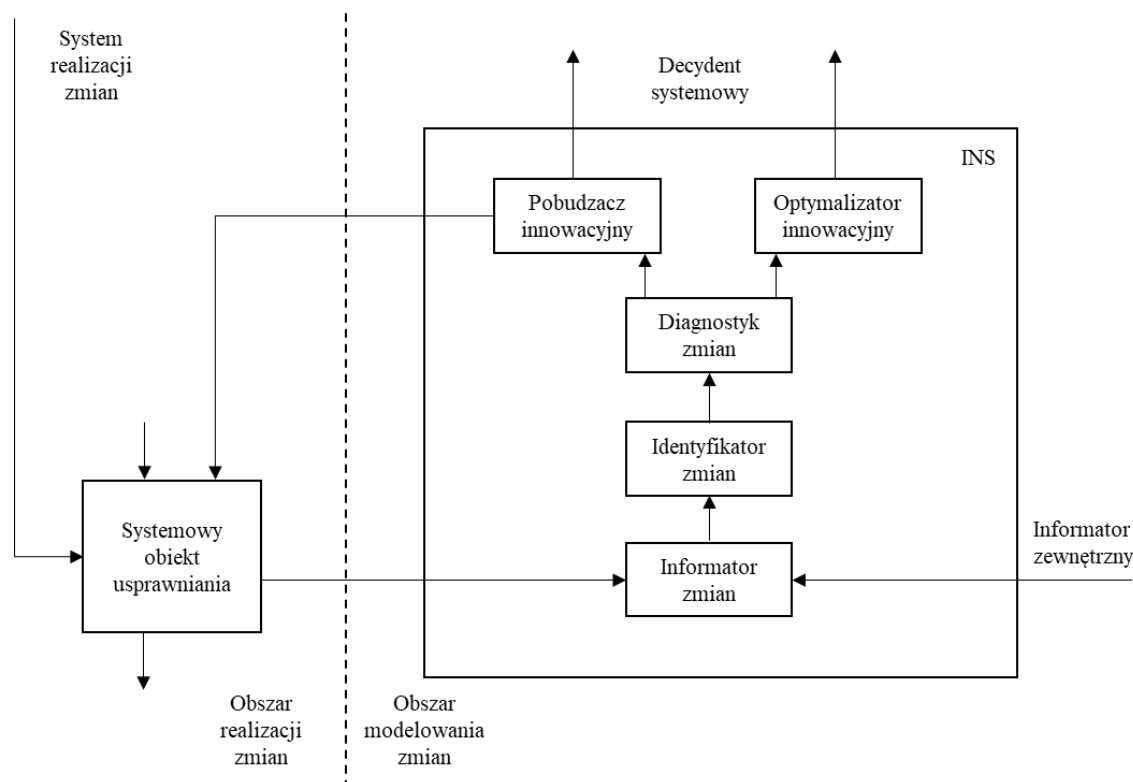 System
realizacji
zmian
Decydent
systemowy
INS
Pobudzacz
innowacyjny
Optymalizator
innowacyjny
Diagnostyk
zmian
Identyfikator
zmian
Systemowy
obiekt
usprawniania
Informator
zmian
Informator
zewnętrzny
Obszar
realizacji
zmian
Obszar
modelowania
zmian